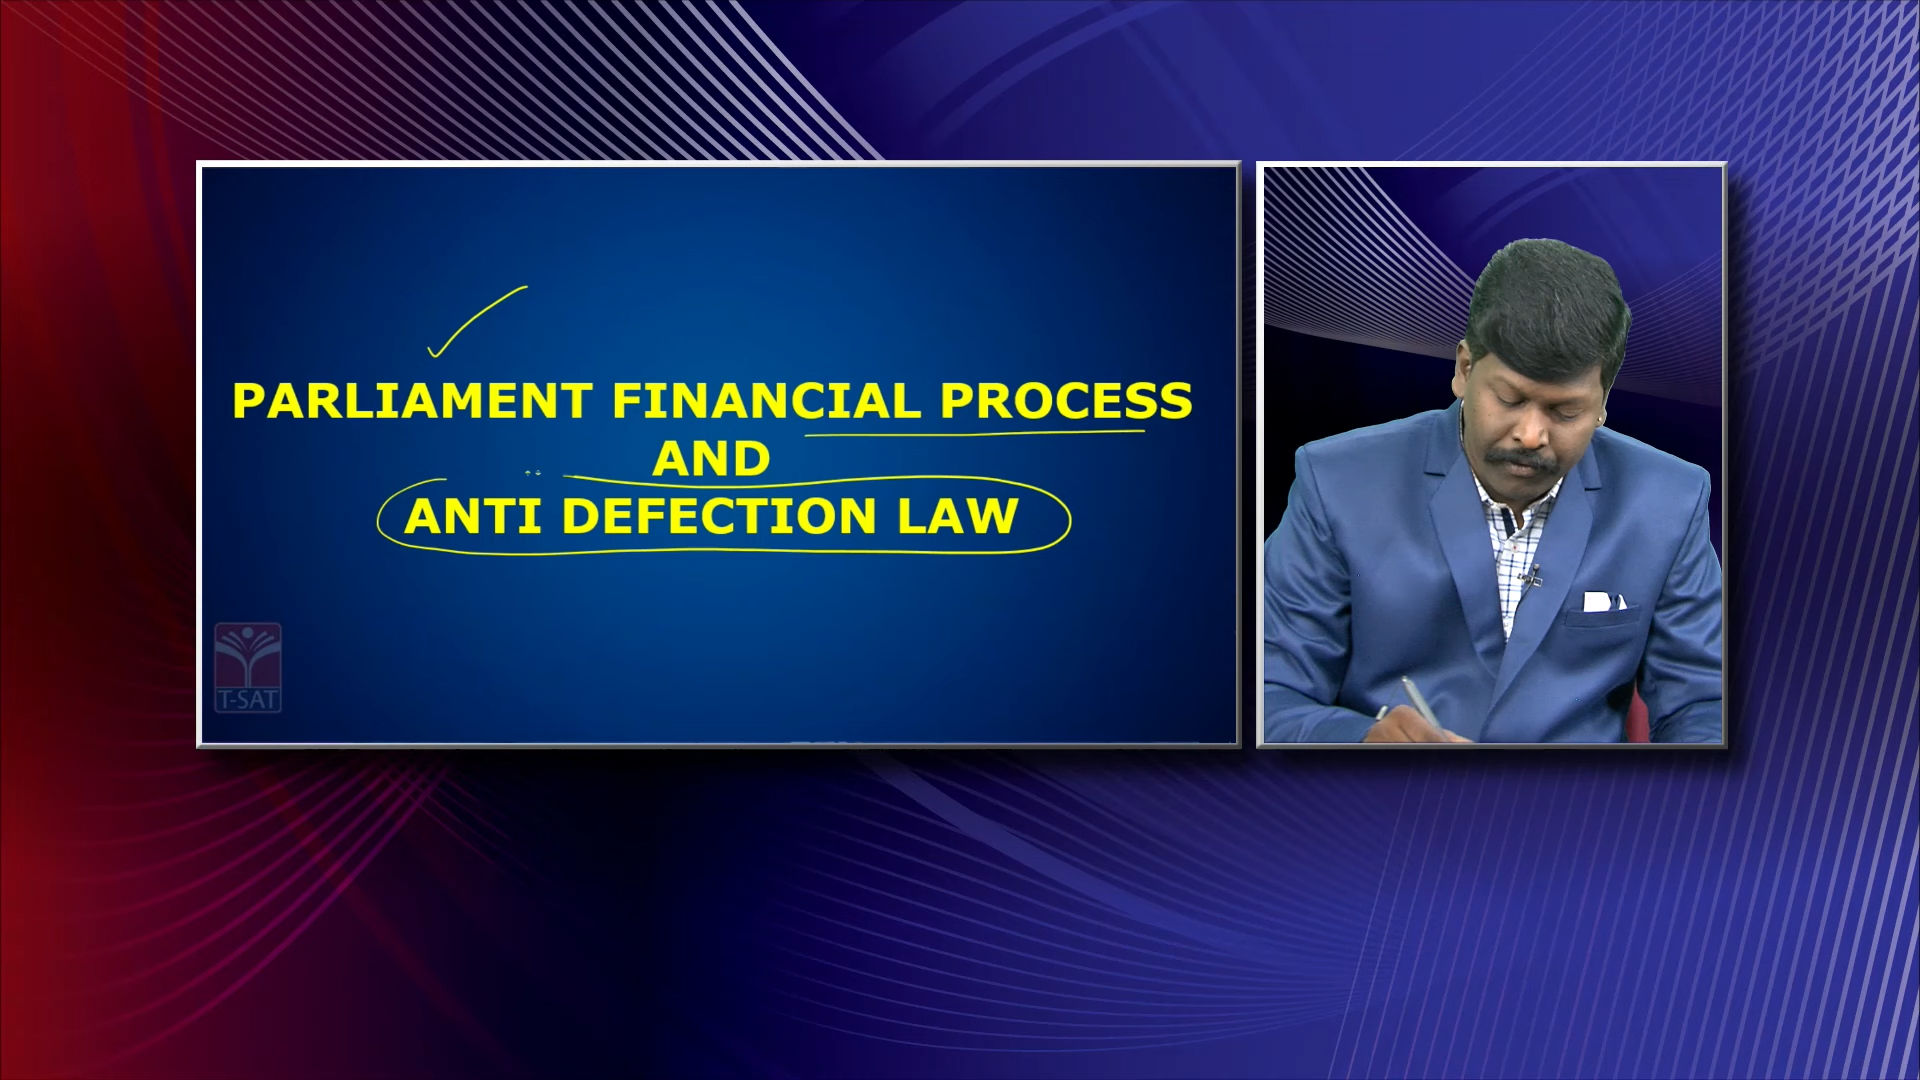 PARLIAMENT FINANCIAL PROCESS
AND
ANTI DEFECTION LAW
T-SAT